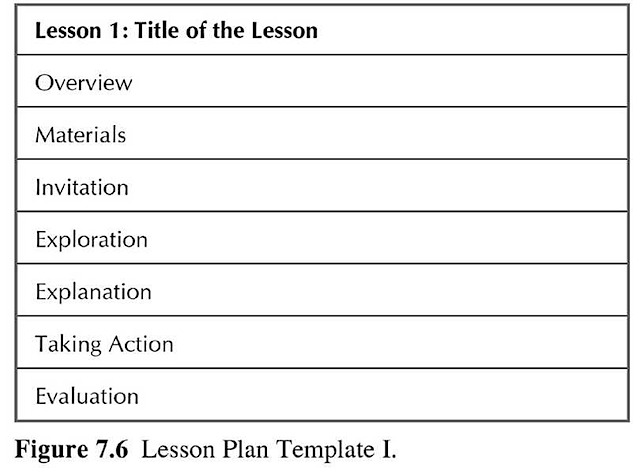 Lesson 1: Title of the Lesson
Overview
Materials
Invitation
Exploration
Explanation
Taking Action
Evaluation
Figure 7.6 Lesson Plan Template I.